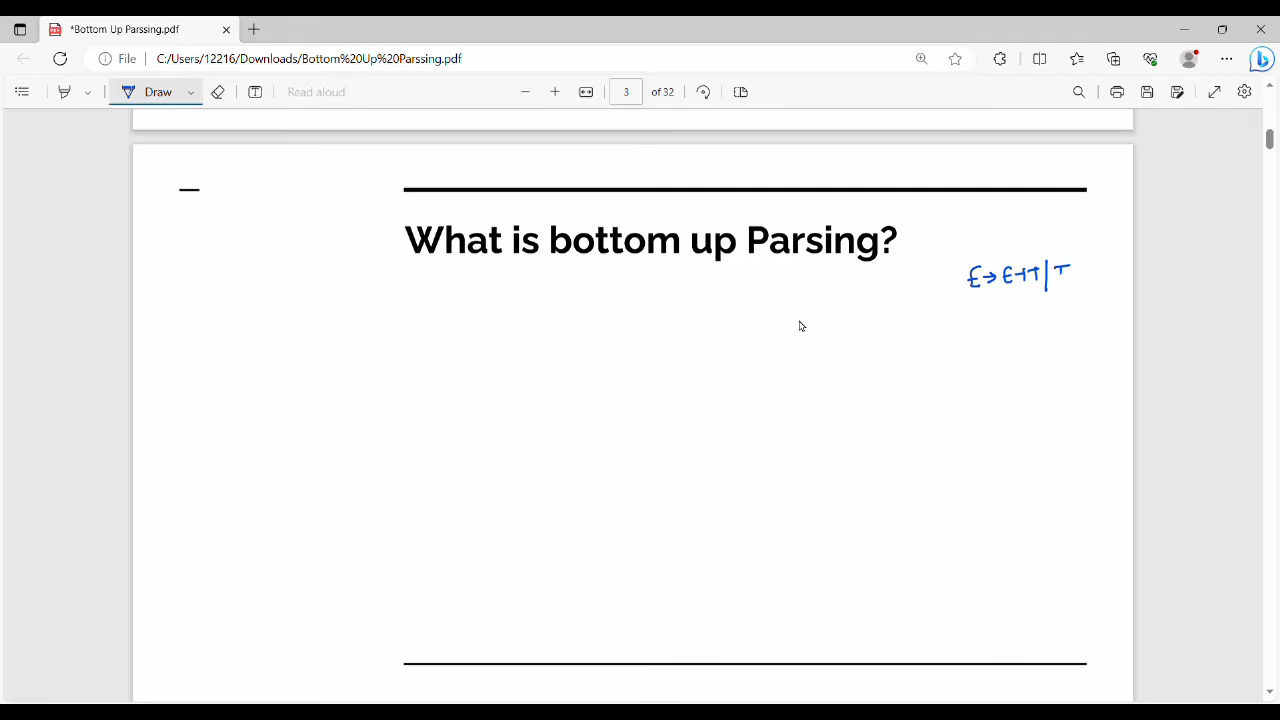 *Bottom Up Parssing.pdf
File C:/Users/12216/Downloads/Bottom%20Up%20Parssing.pdf
Draw Read aloud 3 of 32
What is bottom up Parsing?
E→E+T|T